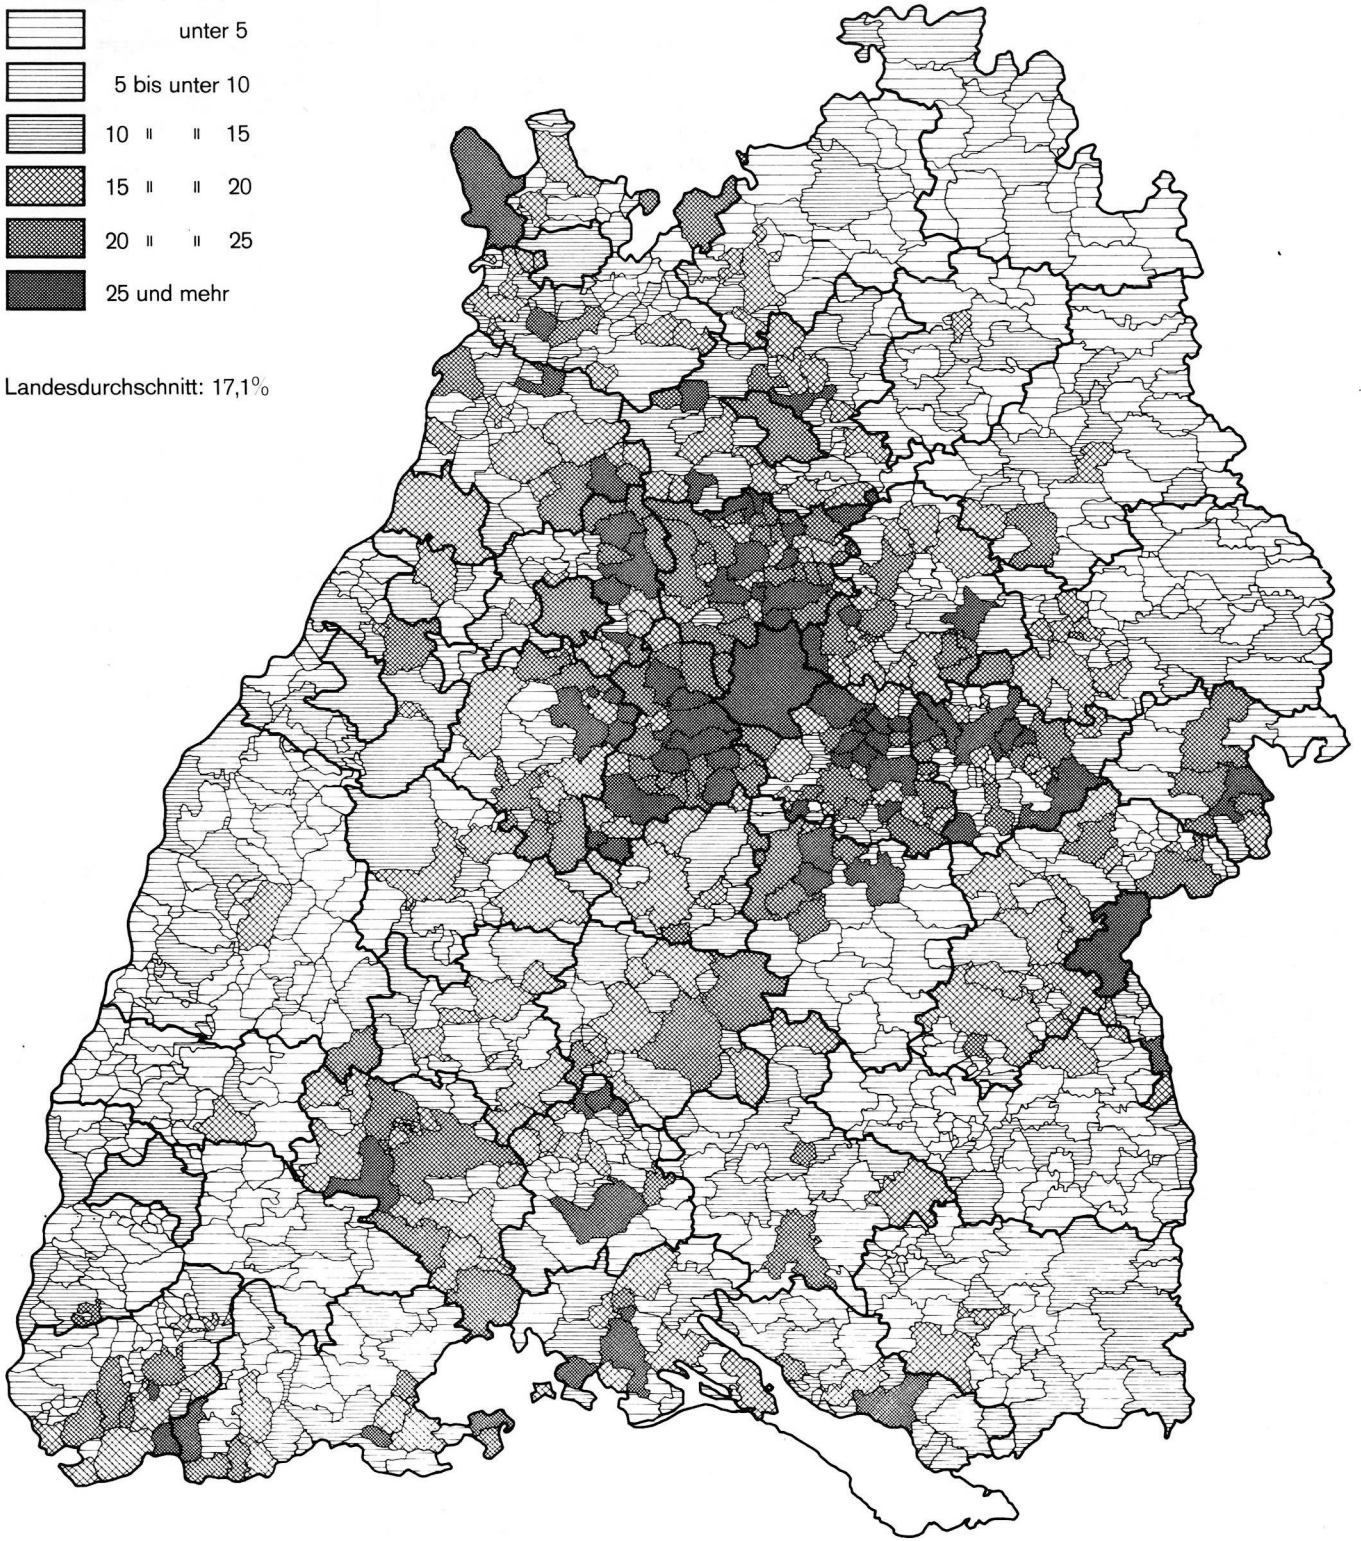 unter 5
5 bis unter 10
10 〃 〃 15
15 〃 〃 20
20 〃 〃 25
25 und mehr
Landesdurchschnitt: 17,1%